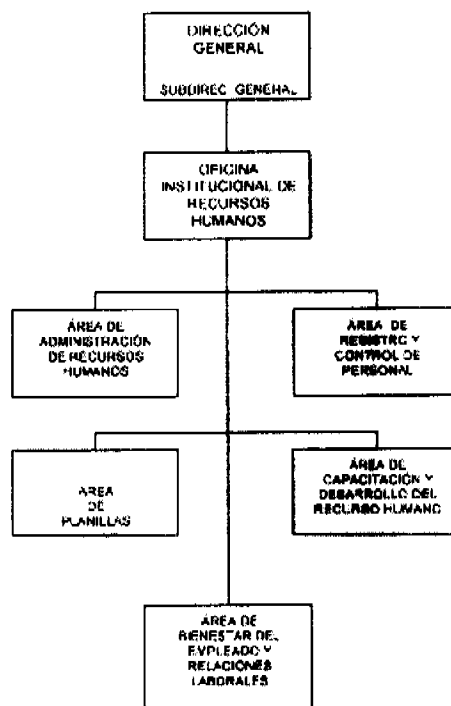 DIRECCIÓN
GENERAL
SUBDIREC. GENERAL
OFICINA
INSTITUCIONAL DE
RECURSOS
HUMANOS
ÁREA DE
ADMINISTRACIÓN
DE RECURSOS
HUMANOS
ÁREA DE
REGISTRO Y
CONTROL DE
PERSONAL
ÁREA
DE
PLANILLAS
ÁREA DE
CAPACITACIÓN Y
DESARROLLO DEL
RECURSO HUMANO
ÁREA DE
BIENESTAR DEL
EMPLEADO Y
RELACIONES
LABORALES